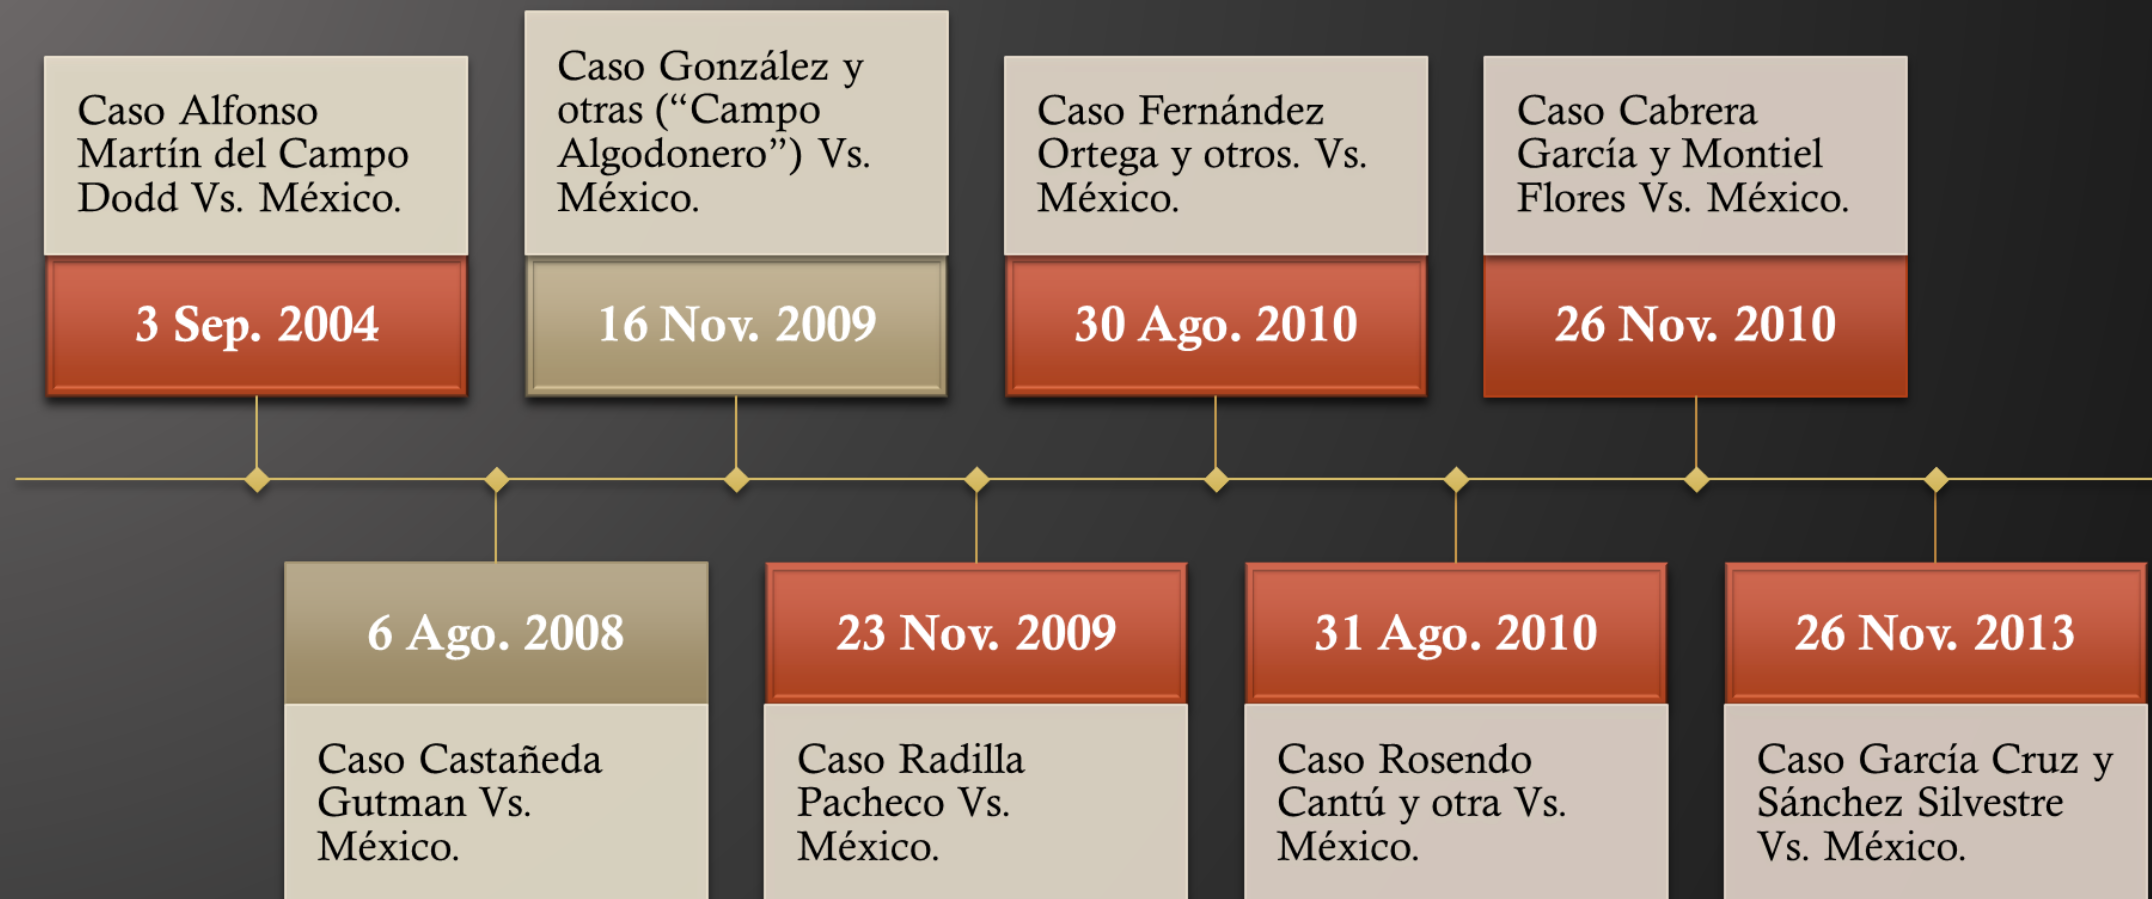 Caso Alfonso
Martín del Campo
Dodd Vs. México.
3 Sep. 2004
Caso González y
otras (“Campo
Algodonero”) Vs.
México.
16 Nov. 2009
Caso Fernández
Ortega y otros. Vs.
México.
30 Ago. 2010
Caso Cabrera
García y Montiel
Flores Vs. México.
26 Nov. 2010
6 Ago. 2008
Caso Castañeda
Gutman Vs.
México.
23 Nov. 2009
Caso Radilla
Pacheco Vs.
México.
31 Ago. 2010
Caso Rosendo
Cantú y otra Vs.
México.
26 Nov. 2013
Caso García Cruz y
Sánchez Silvestre
Vs. México.